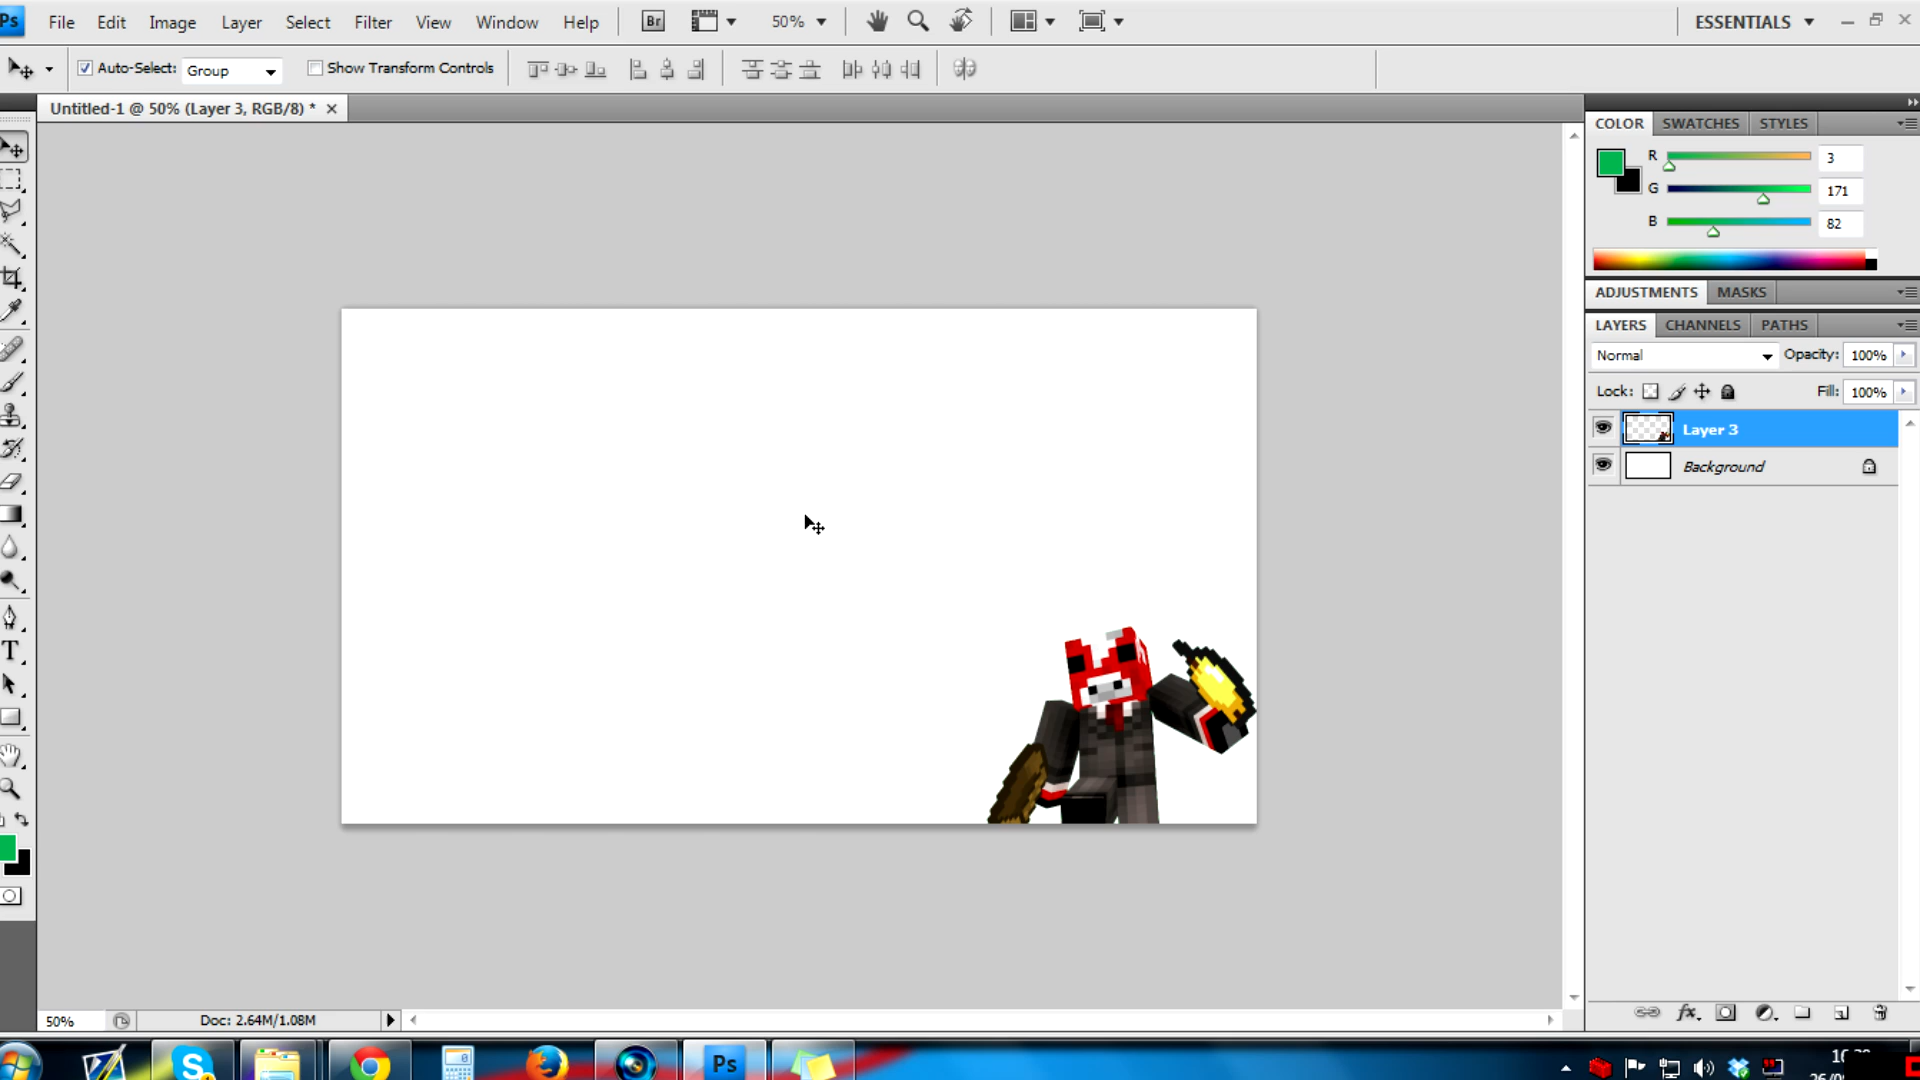 Ps File Edit Image Layer Select Filter View Window Help Br 50% ESSENTIALS
Auto-Select: Group Show Transform Controls
Untitled-1 @ 50% (Layer 3, RGB/8) *
COLOR SWATCHES STYLES
R 3
G 171
B 82
ADJUSTMENTS MASKS
LAYERS CHANNELS PATHS
Normal Opacity: 100%
Lock: Fill: 100%
Layer 3
Background
T
50% Doc: 2.64M/1.08M
fx
S Ps